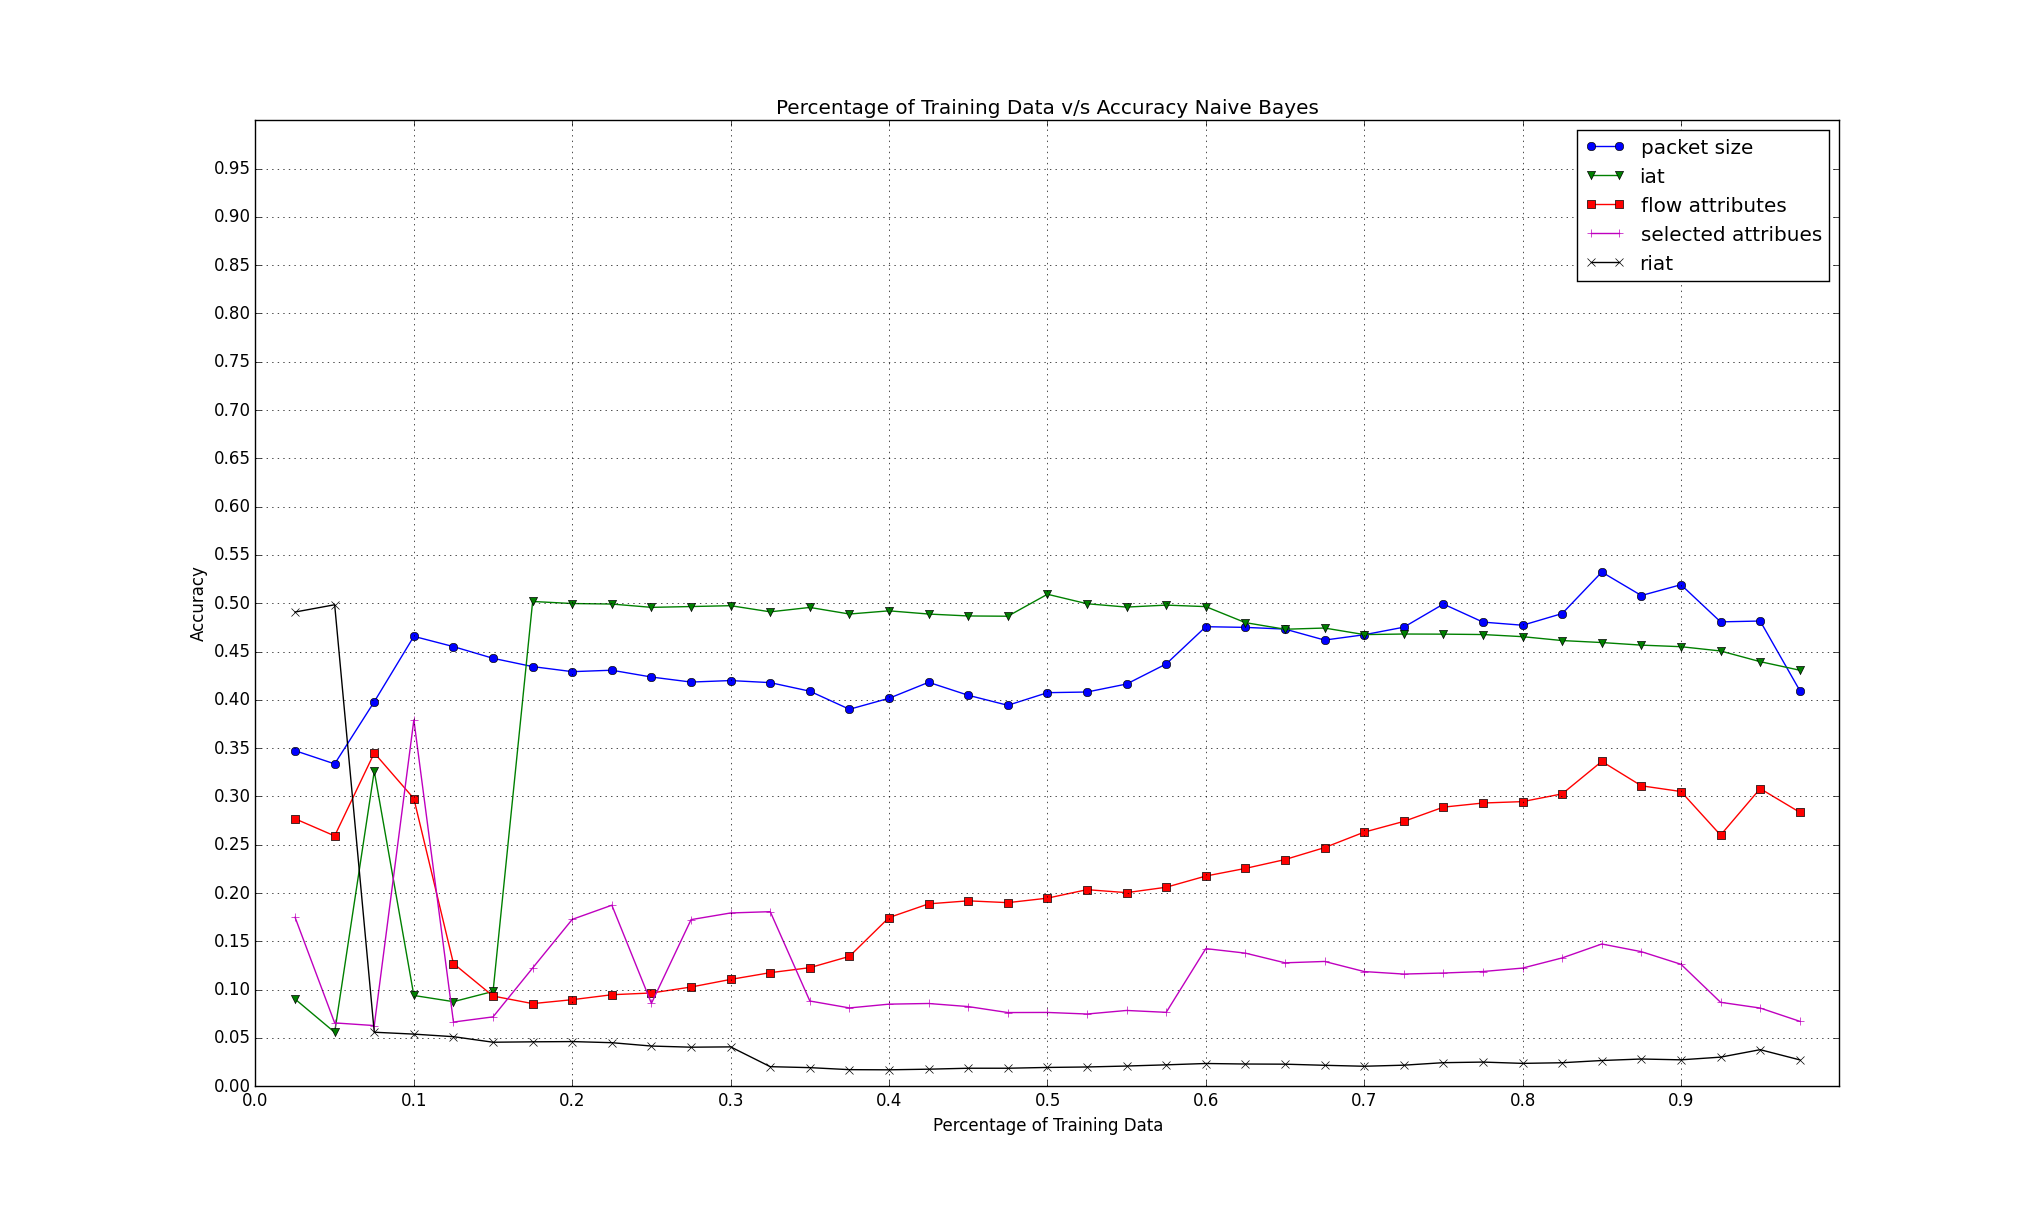 Percentage of Training Data v/s Accuracy Naive Bayes
packet size
iat
flow attributes
selected attribues
riat
0.95
0.90
0.85
0.80
0.75
0.70
0.65
0.60
0.55
0.50
0.45
0.40
0.35
0.30
0.25
0.20
0.15
0.10
0.05
0.00
Accuracy
0.0 0.1 0.2 0.3 0.4 0.5 0.6 0.7 0.8 0.9
Percentage of Training Data